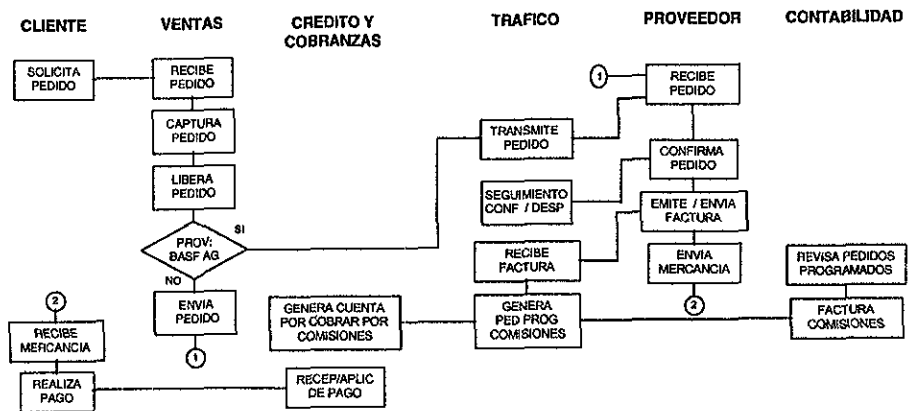 CLIENTE
VENTAS
CREDITO Y
COBRANZAS
TRAFICO
PROVEEDOR
CONTABILIDAD
SOLICITA
PEDIDO
RECIBE
PEDIDO
1
RECIBE
PEDIDO
CAPTURA
PEDIDO
TRANSMITE
PEDIDO
CONFIRMA
PEDIDO
LIBERA
PEDIDO
SEGUIMIENTO
CONF / DESP
EMITE / ENVIA
FACTURA
SI
PROV:
BASF AG
NO
RECIBE
FACTURA
ENVIA
MERCANCIA
REVISA PEDIDOS
PROGRAMADOS
2
ENVIA
PEDIDO
1
GENERA CUENTA
POR COBRAR POR
COMISIONES
GENERA
PED PROG
COMISIONES
2
FACTURA
COMISIONES
RECIBE
MERCANCIA
REALIZA
PAGO
RECEP/APLIC
DE PAGO